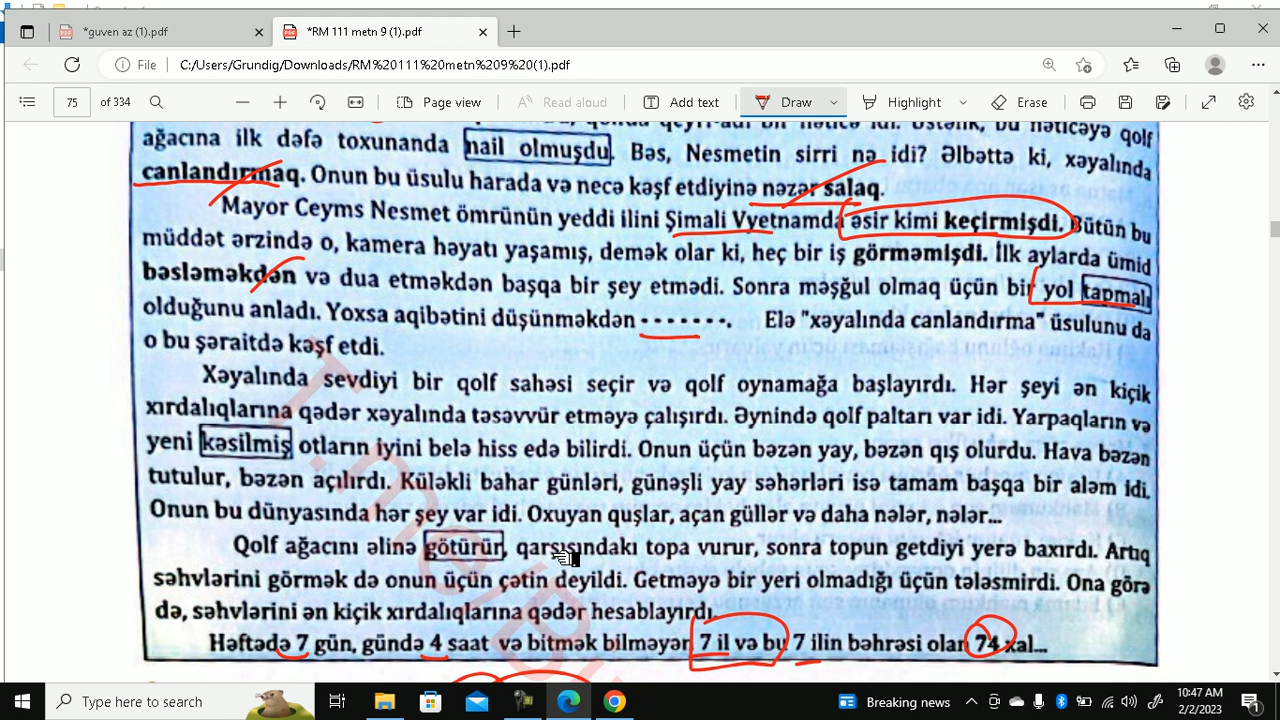 *guven az (1).pdf
*RM 111 metn 9 (1).pdf
File C:/Users/Grundig/Downloads/RM%20111%20metn%209%20(1).pdf
75 of 334 Page view Read aloud Add text Draw Highlight Erase
ağacına ilk dəfə toxunanda nail olmuşdu. Bəs, Nesmetin sirri nə idi? Əlbəttə ki, xəyalında
canlandırmaq. Onun bu üsulu harada və necə kəşf etdiyinə nəzər salaq.
Mayor Ceyms Nesmet ömrünün yeddi ilini Şimali Vyetnamda əsir kimi keçirmişdi. Bütün bu
müddət ərzində o, kamera həyatı yaşamış, demək olar ki, heç bir iş görməmişdi. İlk aylarda ümid
bəsləməkdən və dua etməkdən başqa bir şey etmədi. Sonra məşğul olmaq üçün bir yol tapmalı
olduğunu anladı. Yoxsa aqibətini düşünməkdən - - - - - - -. Elə "xəyalında canlandırma" üsulunu da
o bu şəraitdə kəşf etdi.
Xəyalında sevdiyi bir qolf sahəsi seçir və qolf oynamağa başlayırdı. Hər şeyi ən kiçik
xırdalıqlarına qədər xəyalında təsəvvür etməyə çalışırdı. Əynində qolf paltarı var idi. Yarpaqların və
yeni kəsilmiş otların iyini belə hiss edə bilirdi. Onun üçün bəzən yay, bəzən qış olurdu. Hava bəzən
tutulur, bəzən açılırdı. Küləkli bahar günləri, günəşli yay səhərləri isə tamam başqa bir aləm idi.
Onun bu dünyasında hər şey var idi. Oxuyan quşlar, açan güllər və daha nələr, nələr...
Qolf ağacını əlinə götürür, qarşısındakı topa vurur, sonra topun getdiyi yerə baxırdı. Artıq
səhvlərini görmək də onun üçün çətin deyildi. Getməyə bir yeri olmadığı üçün tələsmirdi. Ona görə
də, səhvlərini ən kiçik xırdalıqlarına qədər hesablayırdı.
Həftədə 7 gün, gündə 4 saat və bitmək bilməyən 7 il və bu 7 ilin bəhrəsi olan 74 xal...
Type here to search
Breaking news
10:47 AM
2/2/2023